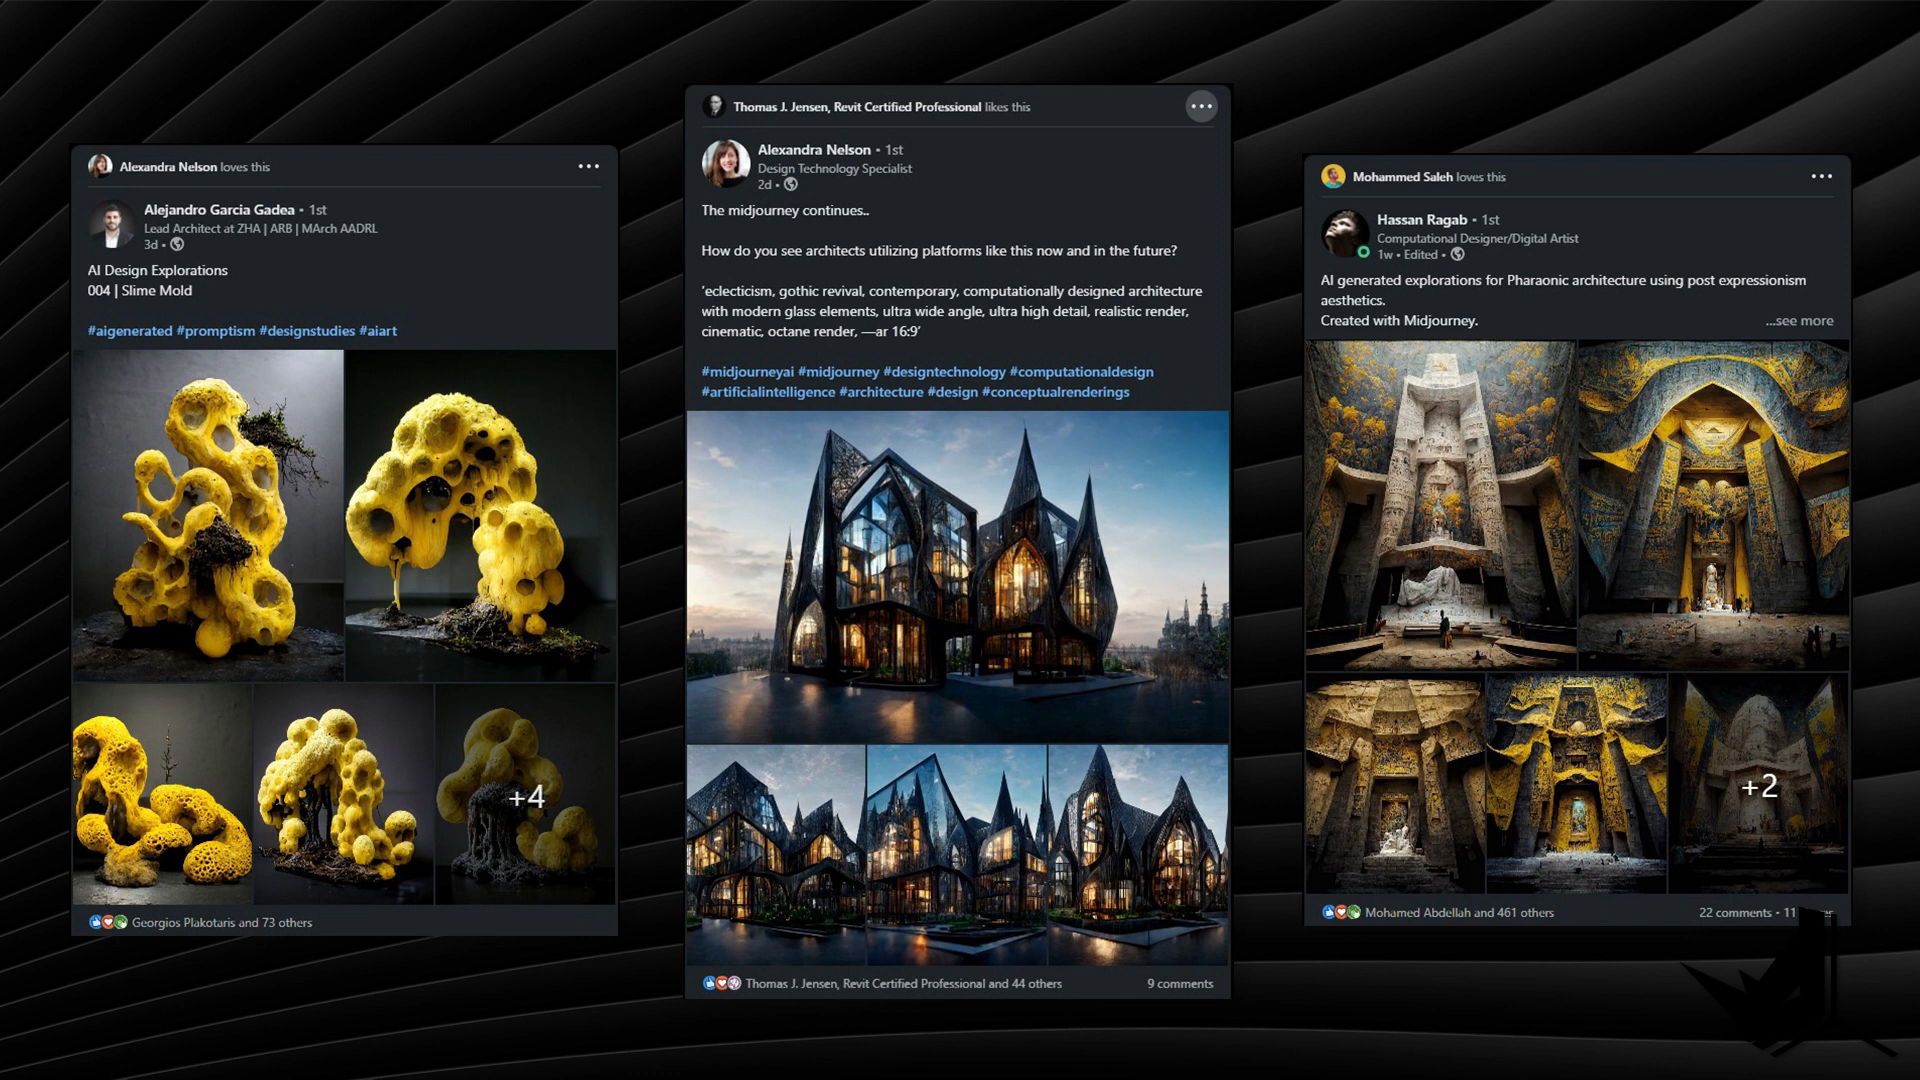 Alexandra Nelson loves this
Alejandro Garcia Gadea • 1st
Lead Architect at ZHA | ARB | MArch AADRL
3d •
AI Design Explorations
004 | Slime Mold
#aigenerated #promptism #designstudies #aiart
+4
Georgios Plakotaris and 73 others
Thomas J. Jensen, Revit Certified Professional likes this
Alexandra Nelson • 1st
Design Technology Specialist
2d •
The midjourney continues..
How do you see architects utilizing platforms like this now and in the future?
'eclecticism, gothic revival, contemporary, computationally designed architecture
with modern glass elements, ultra wide angle, ultra high detail, realistic render,
cinematic, octane render, —ar 16:9'
#midjourneyai #midjourney #designtechnology #computationaldesign
#artificialintelligence #architecture #design #conceptualrenderings
Thomas J. Jensen, Revit Certified Professional and 44 others
9 comments
Mohammed Saleh loves this
Hassan Ragab • 1st
Computational Designer/Digital Artist
1w • Edited •
AI generated explorations for Pharaonic architecture using post expressionism
aesthetics.
Created with Midjourney.
...see more
+2
Mohamed Abdellah and 461 others
22 comments • 11